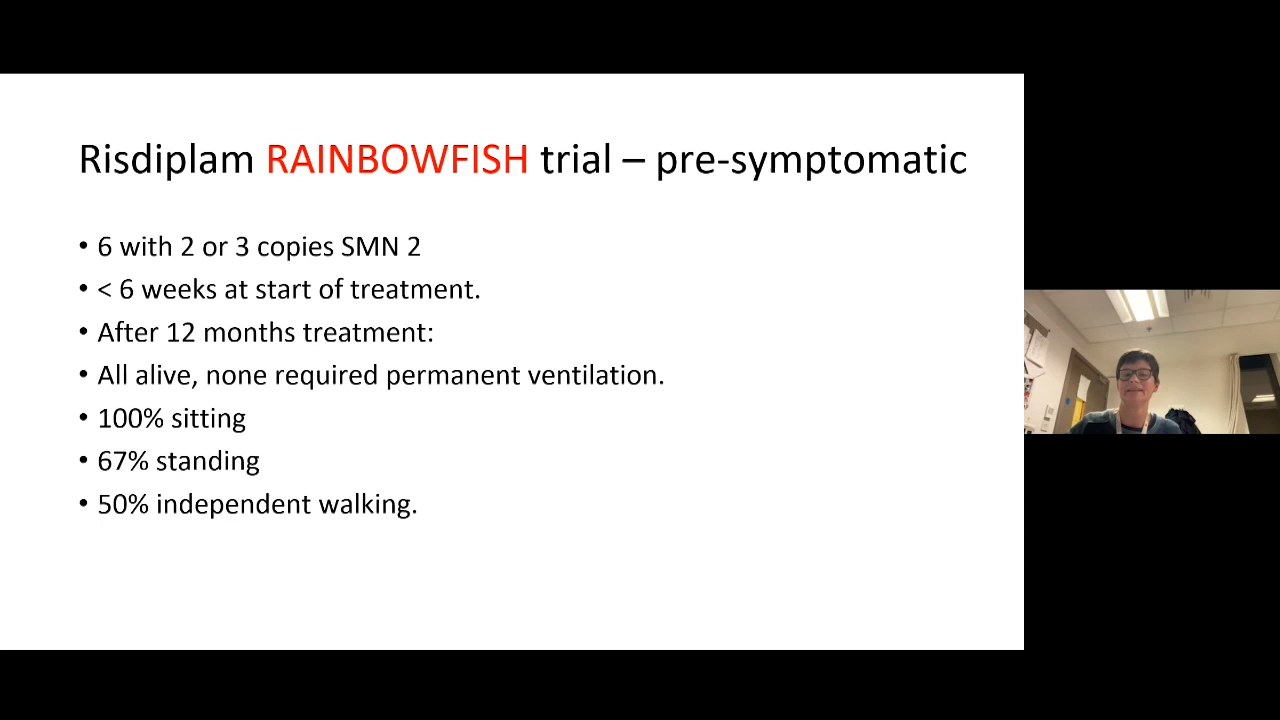 Risdiplam RAINBOWFISH trial – pre-symptomatic
• 6 with 2 or 3 copies SMN 2
• < 6 weeks at start of treatment.
• After 12 months treatment:
• All alive, none required permanent ventilation.
• 100% sitting
• 67% standing
• 50% independent walking.